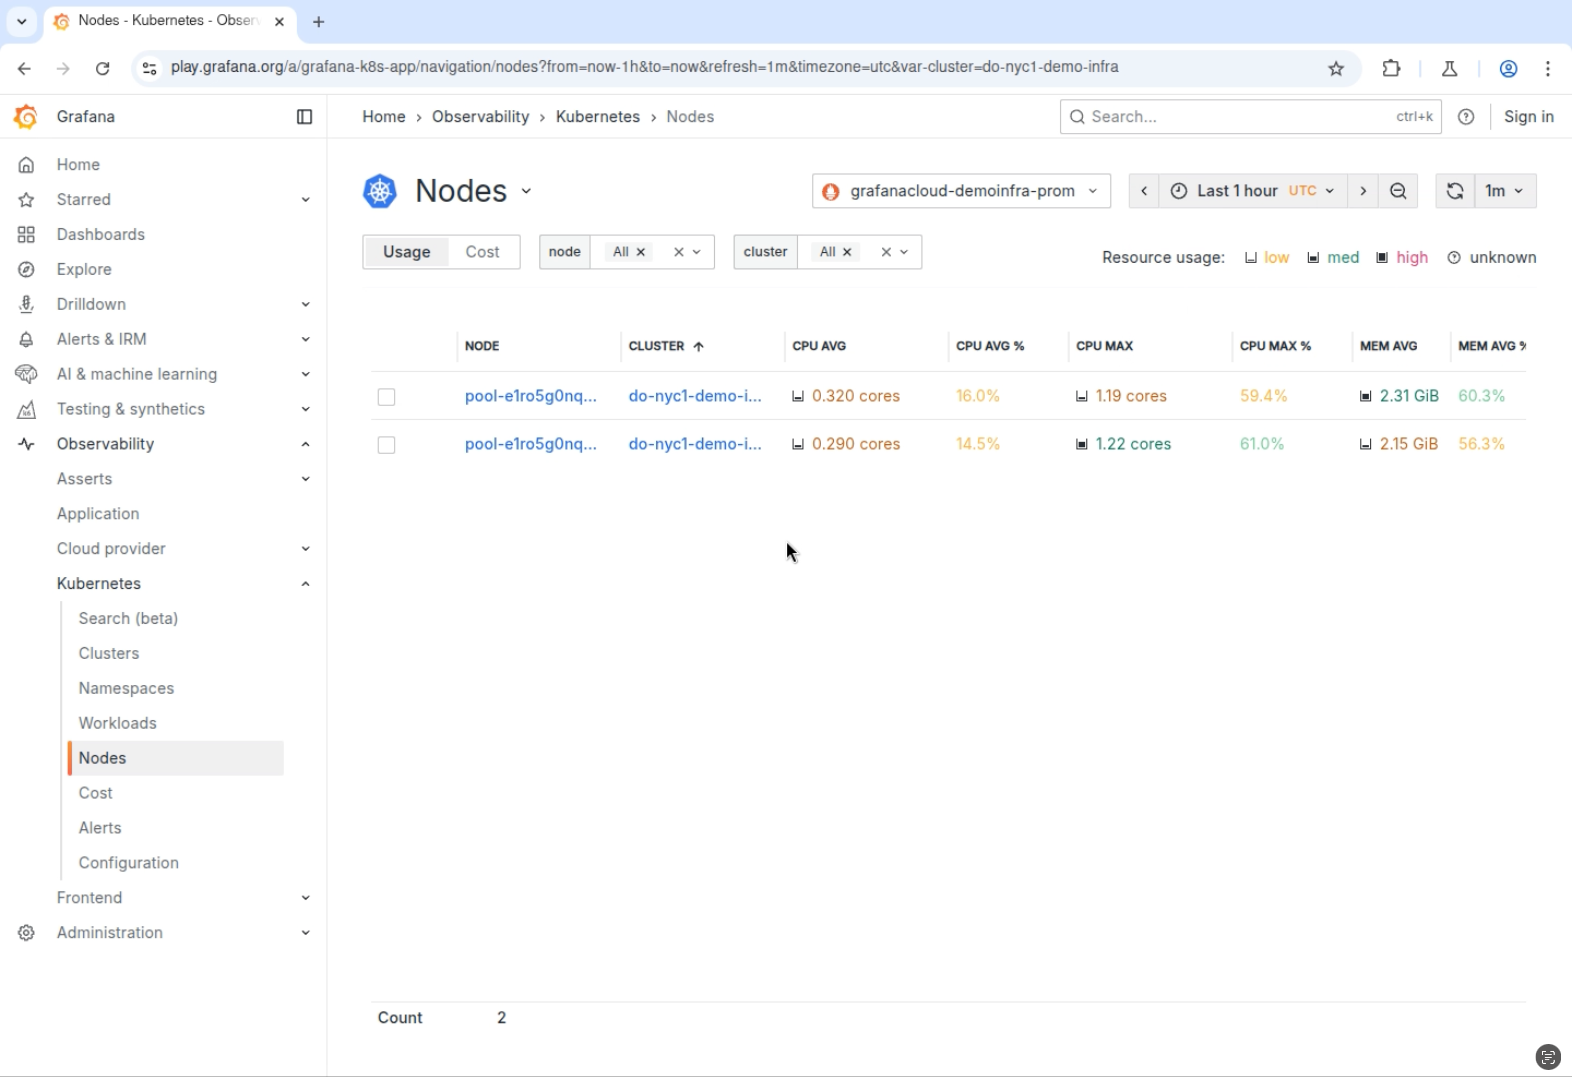 Nodes - Kubernetes - Obser
play.grafana.org/a/grafana-k8s-app/navigation/nodes?from=now-1h&to=now&refresh=1m&timezone=utc&var-cluster=do-nyc1-demo-infra
Grafana
Home › Observability › Kubernetes › Nodes
Search... ctrl+k
Sign in
Home
Starred
Dashboards
Explore
Drilldown
Alerts & IRM
AI & machine learning
Testing & synthetics
Observability
Asserts
Application
Cloud provider
Kubernetes
Search (beta)
Clusters
Namespaces
Workloads
Nodes
Cost
Alerts
Configuration
Frontend
Administration
Nodes
grafanacloud-demoinfra-prom
Last 1 hour UTC
1m
Usage Cost node All cluster All
Resource usage: low med high unknown
NODE CLUSTER CPU AVG CPU AVG % CPU MAX CPU MAX % MEM AVG MEM AVG %
pool-e1ro5g0nq... do-nyc1-demo-i... 0.320 cores 16.0% 1.19 cores 59.4% 2.31 GiB 60.3%
pool-e1ro5g0nq... do-nyc1-demo-i... 0.290 cores 14.5% 1.22 cores 61.0% 2.15 GiB 56.3%
Count 2